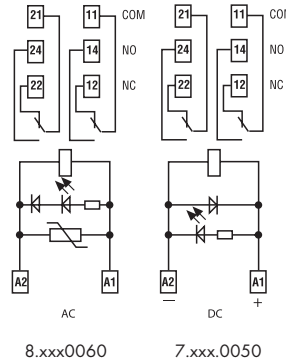 21 11 COM 21 11 COM
24 14 NO 24 14 NO
22 12 NC 22 12 NC
A2 A1 A2 A1
− +
AC DC
8.xxx0060 7.xxx.0050